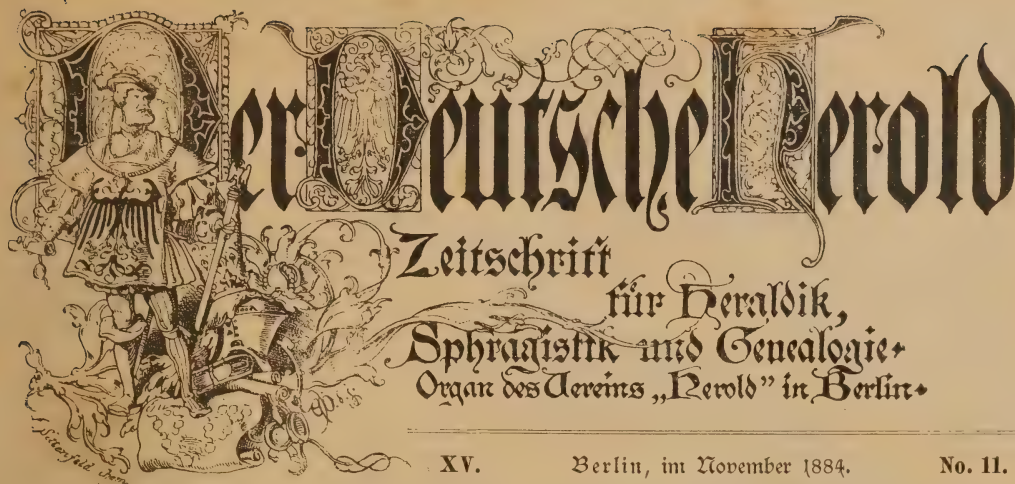 Der Deutsche Herold
Zeitschrift
für Heraldik,
Sphragistik und Genealogie.
Organ des Vereins „Herold” in Berlin.
XV. Berlin, im November 1884. No. 11.